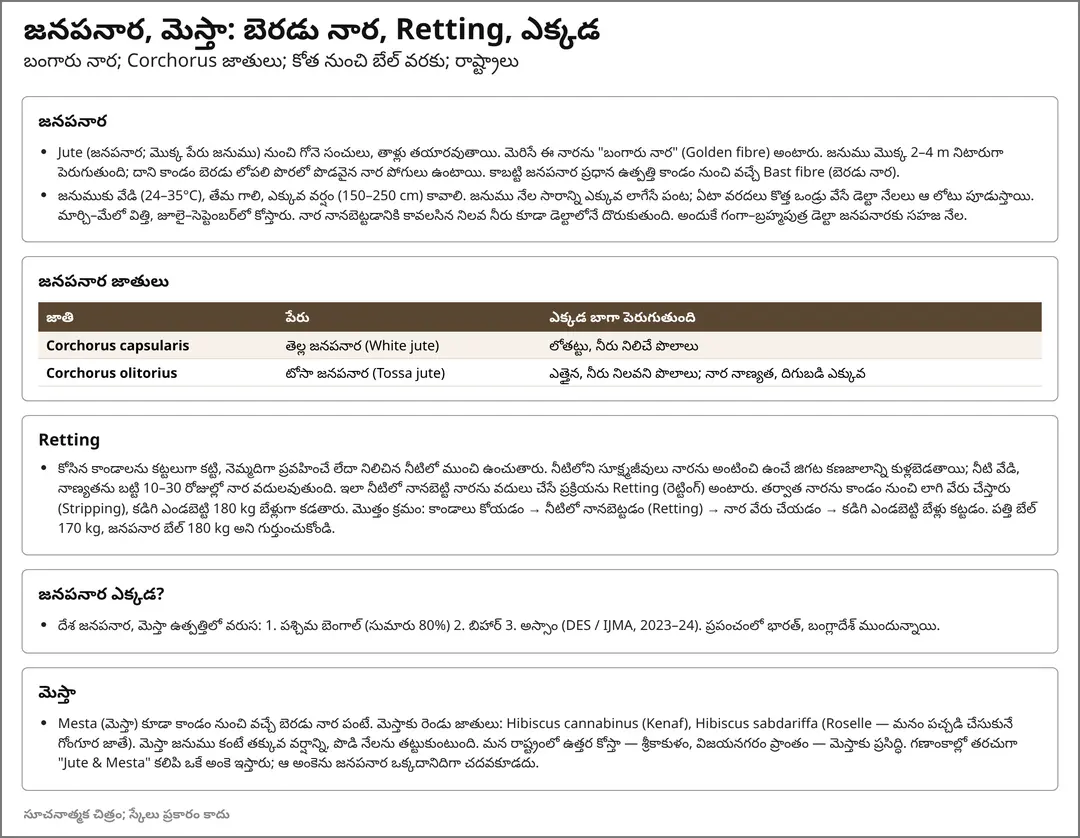 జనపనార, మెస్తా: బెరడు నార, Retting, ఎక్కడ
బంగారు నార; Corchorus జాతులు; కోత నుంచి బేల్ వరకు; రాష్ట్రాలు
జనపనార
• Jute (జనపనార; మొక్క పేరు జనుము) నుంచి గోనె సంచులు, తాళ్లు తయారవుతాయి. మెరిసే ఈ నారను "బంగారు నార" (Golden fibre) అంటారు. జనుము మొక్క 2–4 m నిటారుగా
పెరుగుతుంది; దాని కాండం బెరడు లోపలి పొరలో పొడవైన నార పోగులు ఉంటాయి. కాబట్టి జనపనార ప్రధాన ఉత్పత్తి కాండం నుంచి వచ్చే Bast fibre (బెరడు నార).
• జనుముకు వేడి (24–35°C), తేమ గాలి, ఎక్కువ వర్షం (150–250 cm) కావాలి. జనుము నేల సారాన్ని ఎక్కువ లాగేసే పంట; ఏటా వరదలు కొత్త ఒండ్రు వేసే డెల్టా నేలలు ఆ లోటు పూడుస్తాయి.
మార్చి–మేలో విత్తి, జూలై–సెప్టెంబర్‌లో కోస్తారు. నార నానబెట్టడానికి కావలసిన నిలవ నీరు కూడా డెల్టాలోనే దొరుకుతుంది. అందుకే గంగా–బ్రహ్మపుత్ర డెల్టా జనపనారకు సహజ నేల.
జనపనార జాతులు
జాతి పేరు ఎక్కడ బాగా పెరుగుతుంది
Corchorus capsularis తెల్ల జనపనార (White jute) లోతట్టు, నీరు నిలిచే పొలాలు
Corchorus olitorius టోసా జనపనార (Tossa jute) ఎత్తైన, నీరు నిలవని పొలాలు; నార నాణ్యత, దిగుబడి ఎక్కువ
Retting
• కోసిన కాండాలను కట్టలుగా కట్టి, నెమ్మదిగా ప్రవహించే లేదా నిలిచిన నీటిలో ముంచి ఉంచుతారు. నీటిలోని సూక్ష్మజీవులు నారను అంటించి ఉంచే జిగట కణజాలాన్ని కుళ్లబెడతాయి; నీటి వేడి,
నాణ్యతను బట్టి 10–30 రోజుల్లో నార వదులవుతుంది. ఇలా నీటిలో నానబెట్టి నారను వదులు చేసే ప్రక్రియను Retting (రెట్టింగ్) అంటారు. తర్వాత నారను కాండం నుంచి లాగి వేరు చేస్తారు
(Stripping), కడిగి ఎండబెట్టి 180 kg బేళ్లుగా కడతారు. మొత్తం క్రమం: కాండాలు కోయడం → నీటిలో నానబెట్టడం (Retting) → నార వేరు చేయడం → కడిగి ఎండబెట్టి బేళ్లు కట్టడం. పత్తి బేల్
170 kg, జనపనార బేల్ 180 kg అని గుర్తుంచుకోండి.
జనపనార ఎక్కడ?
• దేశ జనపనార, మెస్తా ఉత్పత్తిలో వరుస: 1. పశ్చిమ బెంగాల్ (సుమారు 80%) 2. బిహార్ 3. అస్సాం (DES / IJMA, 2023–24). ప్రపంచంలో భారత్, బంగ్లాదేశ్ ముందున్నాయి.
మెస్తా
• Mesta (మెస్తా) కూడా కాండం నుంచి వచ్చే బెరడు నార పంటే. మెస్తాకు రెండు జాతులు: Hibiscus cannabinus (Kenaf), Hibiscus sabdariffa (Roselle — మనం పచ్చడి చేసుకునే
గోంగూర జాతే). మెస్తా జనుము కంటే తక్కువ వర్షాన్ని, పొడి నేలను తట్టుకుంటుంది. మన రాష్ట్రంలో ఉత్తర కోస్తా — శ్రీకాకుళం, విజయనగరం ప్రాంతం — మెస్తాకు ప్రసిద్ధి. గణాంకాల్లో తరచుగా
"Jute & Mesta" కలిపి ఒకే అంకె ఇస్తారు; ఆ అంకెను జనపనార ఒక్కదానిదిగా చదవకూడదు.
సూచనాత్మక చిత్రం; స్కేలు ప్రకారం కాదు